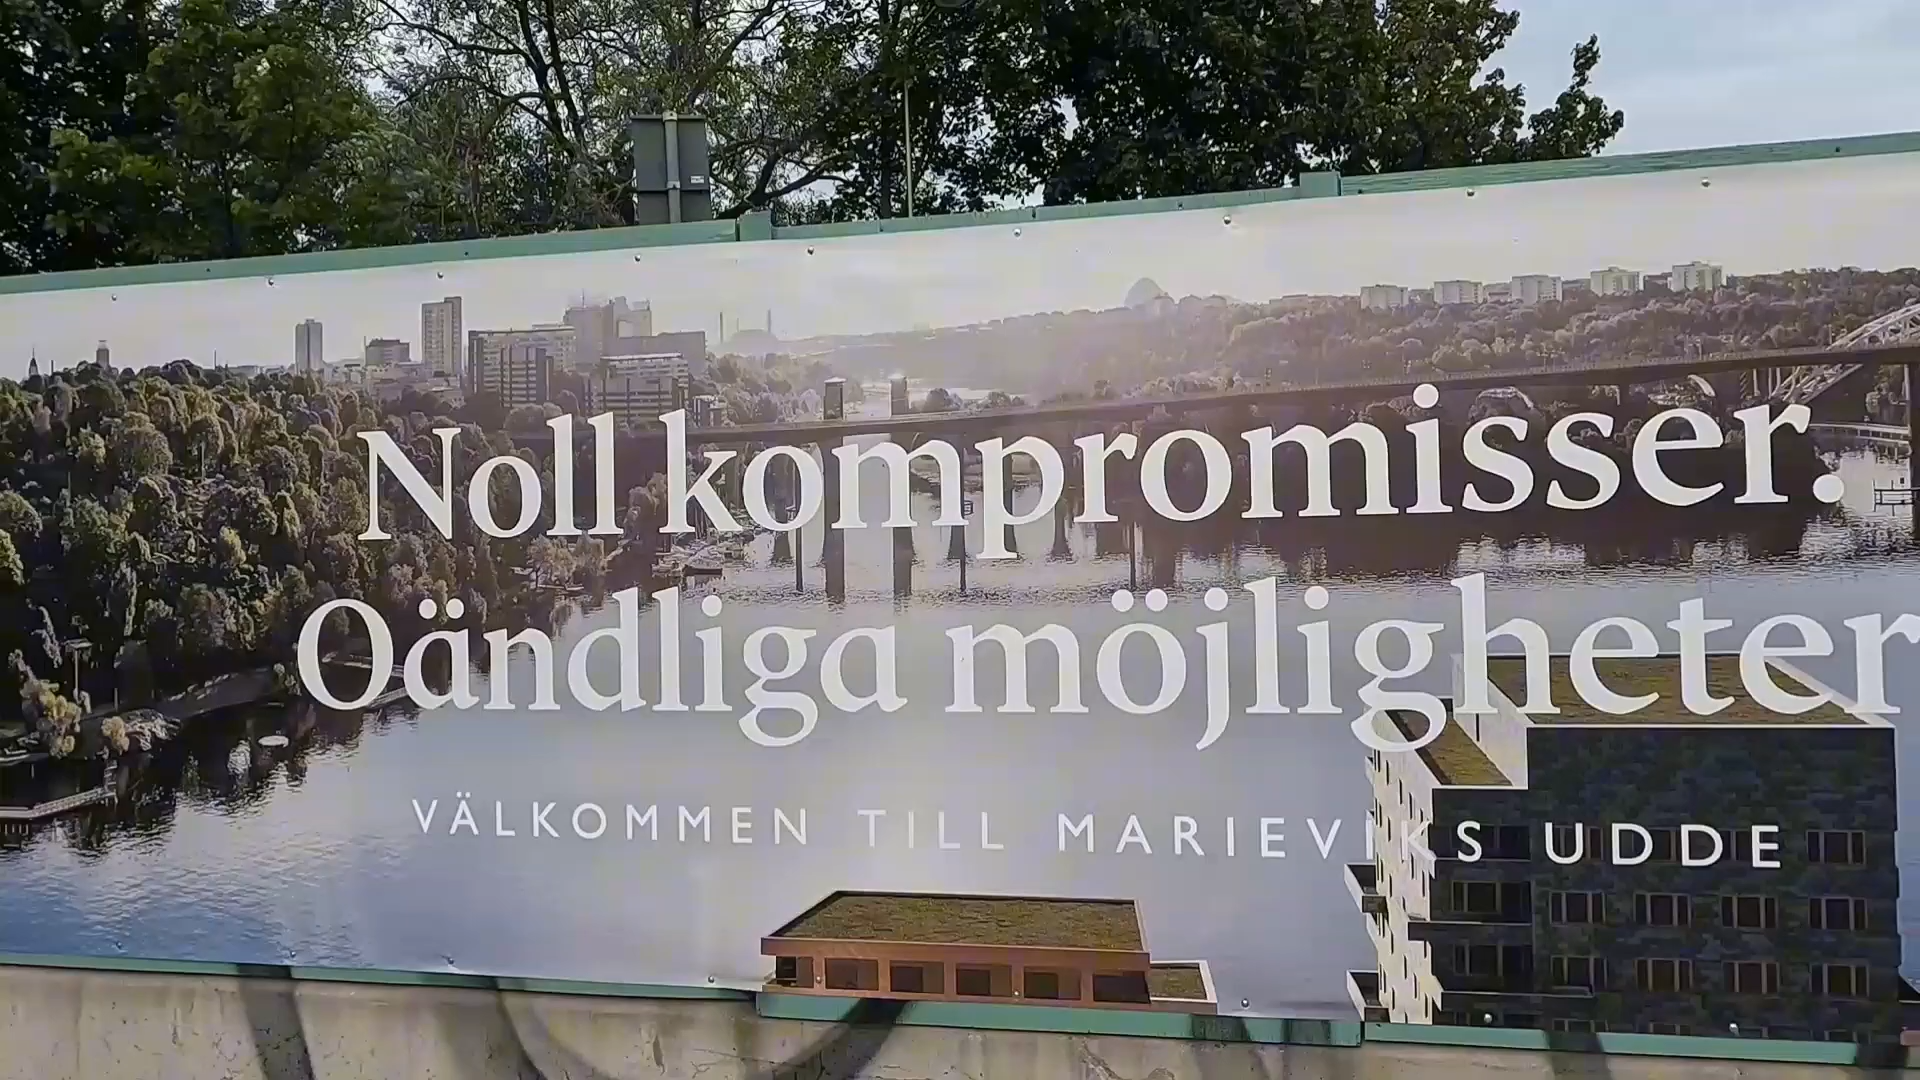 Noll kompromisser.
Oändliga möjligheter
VÄLKOMMEN TILL MARIEVIKS UDDE